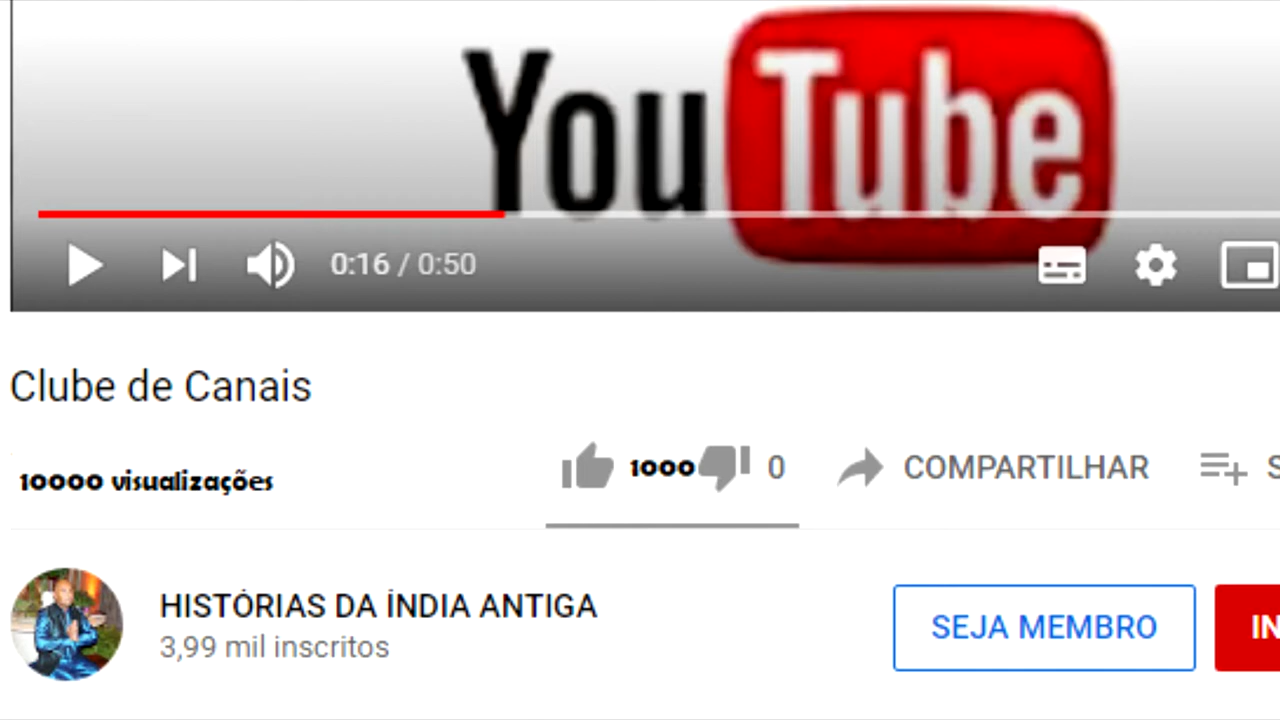 YouTube
0:16 / 0:50
Clube de Canais
10000 visualizações
1000 0 COMPARTILHAR S
HISTÓRIAS DA ÍNDIA ANTIGA
3,99 mil inscritos
SEJA MEMBRO IN